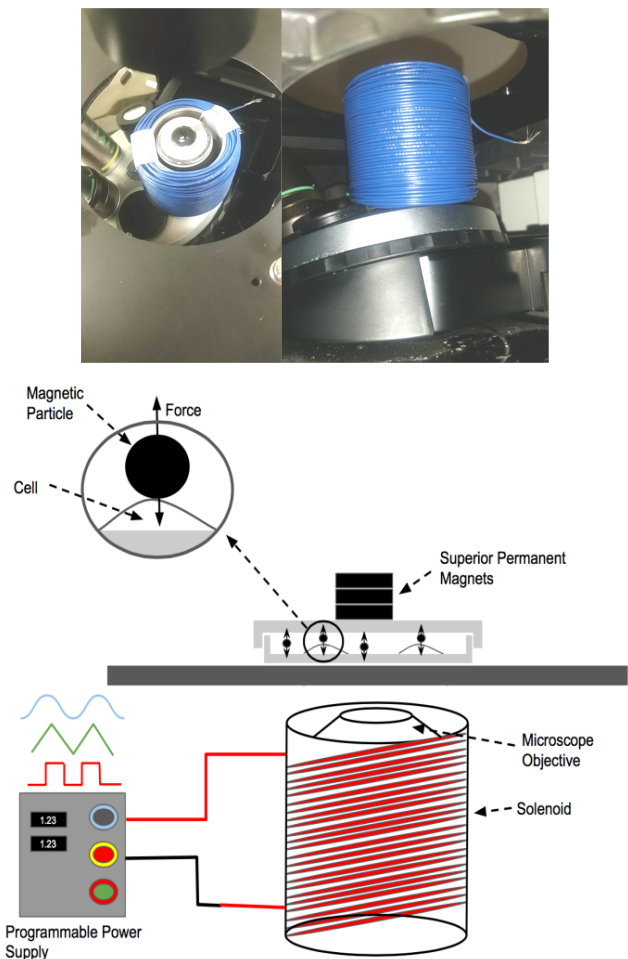 Magnetic
Particle
Force
Cell
Superior Permanent
Magnets
Microscope
Objective
Solenoid
1.23
1.23
Programmable Power
Supply